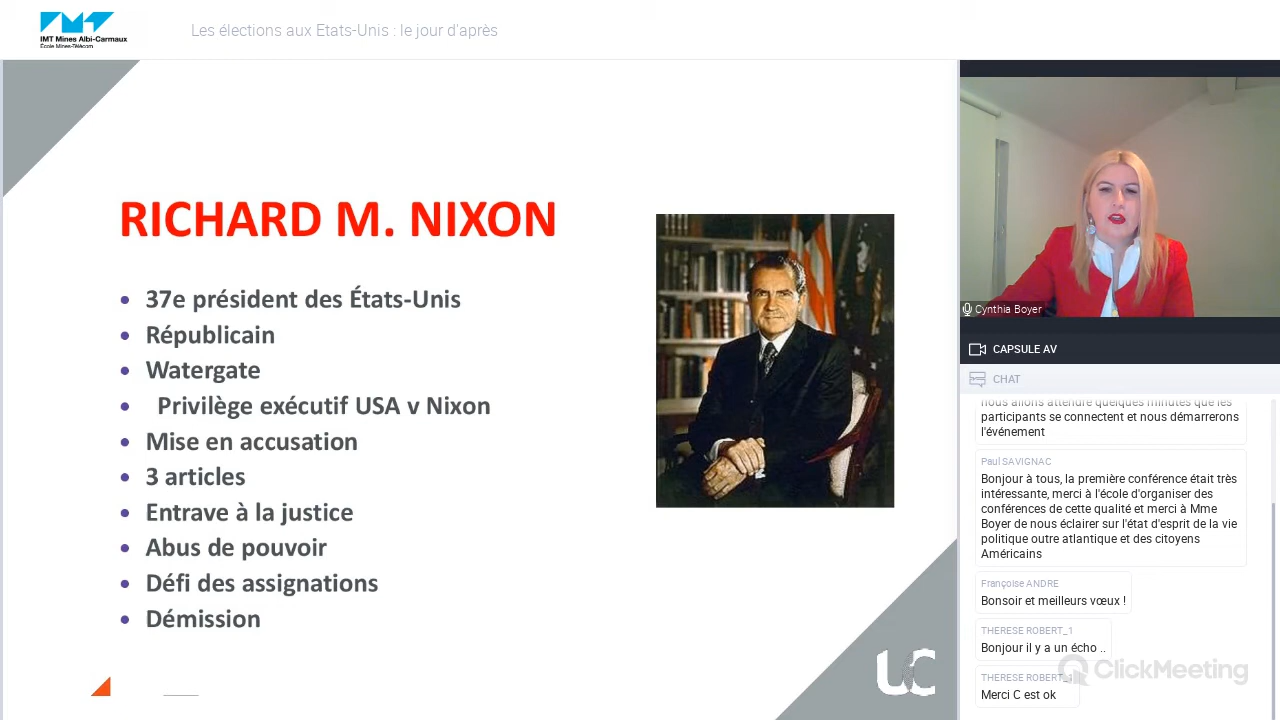 IMT Mines Albi-Carmaux
École Mines-Télécom
Les élections aux Etats-Unis : le jour d'après
RICHARD M. NIXON
• 37e président des États-Unis
• Républicain
• Watergate
• Privilège exécutif USA v Nixon
• Mise en accusation
• 3 articles
• Entrave à la justice
• Abus de pouvoir
• Défi des assignations
• Démission
UC
Cynthia Boyer
CAPSULE AV
CHAT
nous allons attendre quelques minutes que les
participants se connectent et nous démarrerons
l'événement
Paul SAVIGNAC
Bonjour à tous, la première conférence était très
intéressante, merci à l'école d'organiser des
conférences de cette qualité et merci à Mme
Boyer de nous éclairer sur l'état d'esprit de la vie
politique outre atlantique et des citoyens
Américains
Françoise ANDRE
Bonsoir et meilleurs vœux !
THERESE ROBERT_1
Bonjour il y a un écho ..
THERESE ROBERT_1
Merci C est ok
ClickMeeting